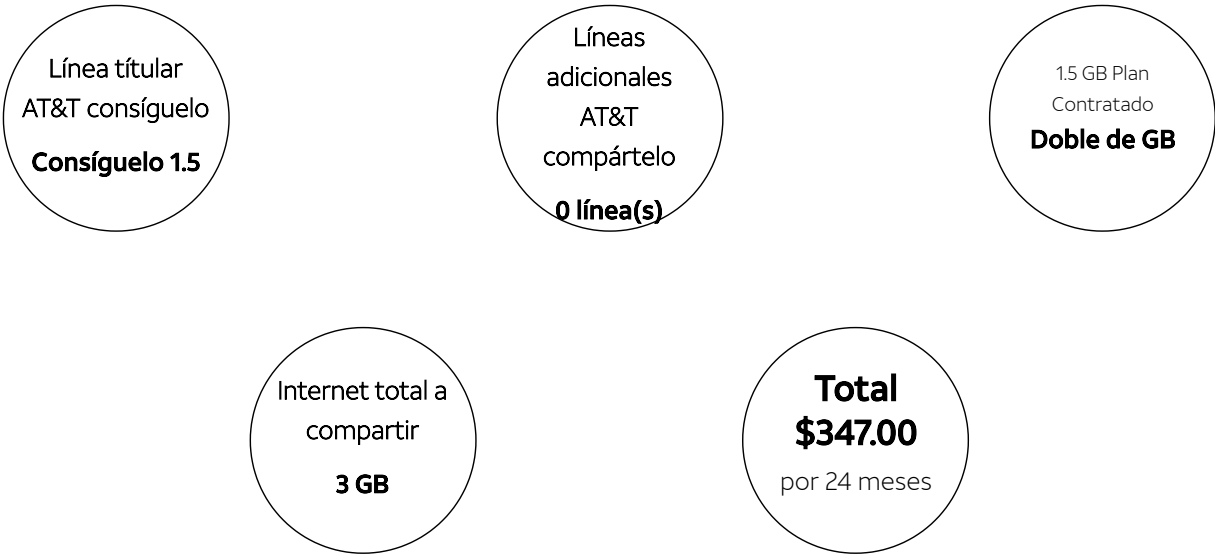 Línea títular
AT&T consíguelo
Consíguelo 1.5
Líneas
adicionales
AT&T
compártelo
0 línea(s)
1.5 GB Plan
Contratado
Doble de GB
Internet total a
compartir
3 GB
Total
$347.00
por 24 meses